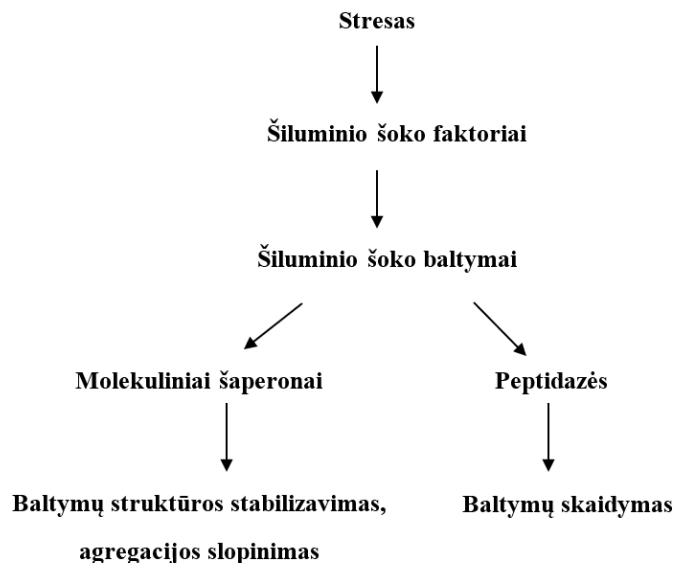 Stresas
Šiluminio šoko faktoriai
Šiluminio šoko baltymai
Molekuliniai šaperonai
Peptidazės
Baltymų struktūros stabilizavimas,
agregacijos slopinimas
Baltymų skaidymas